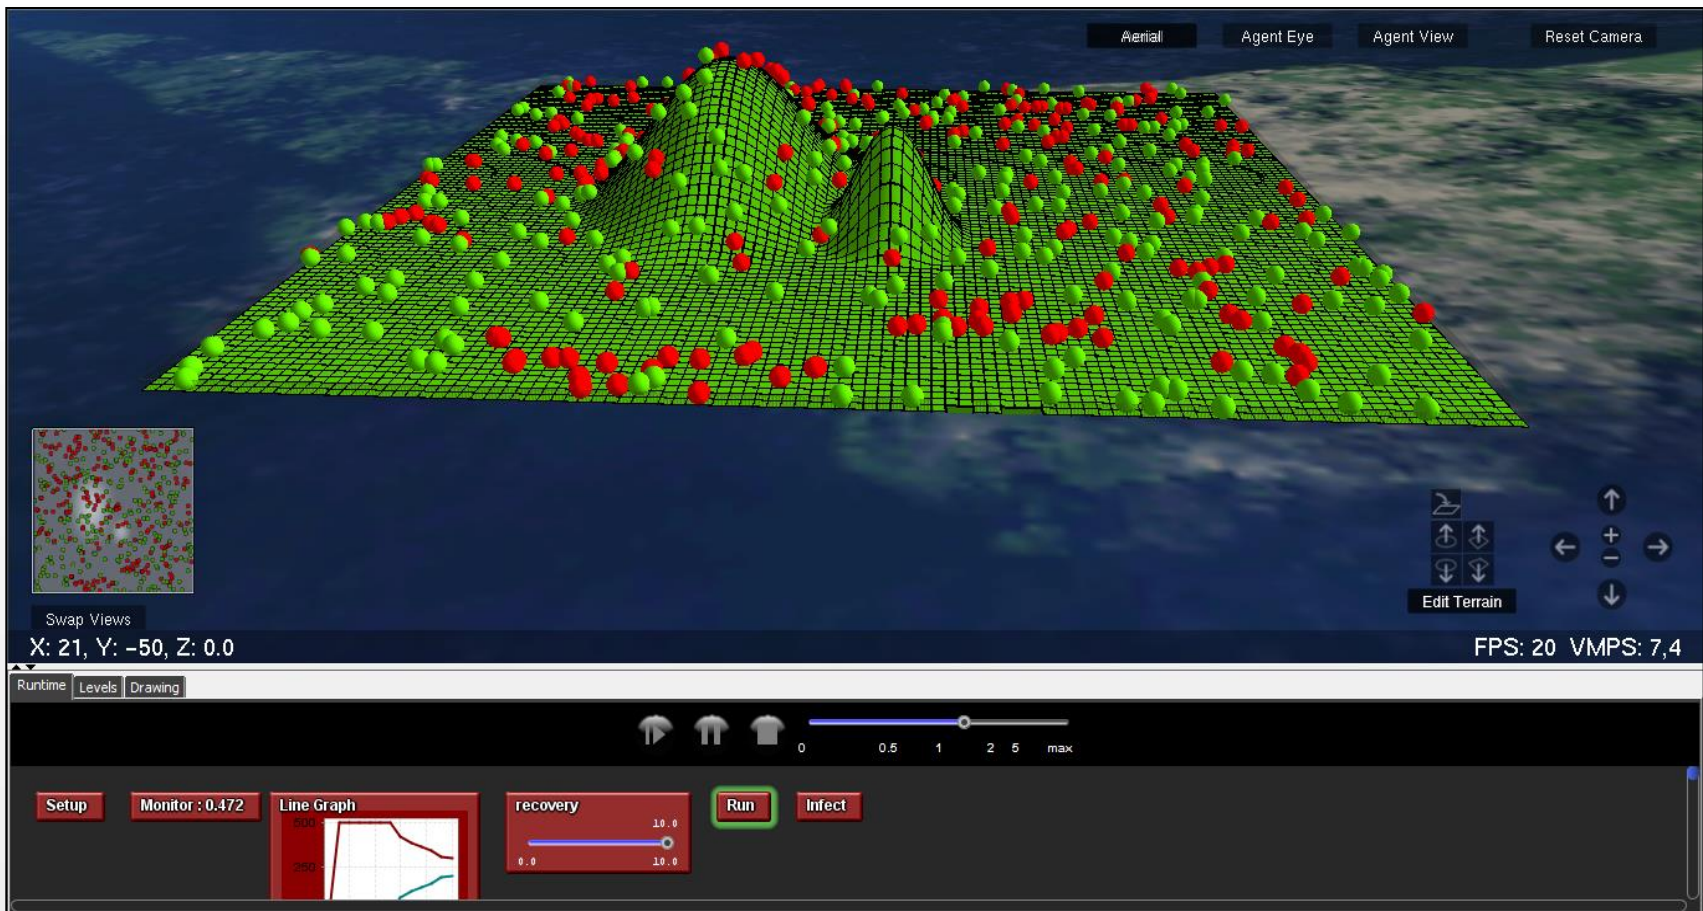 Aerial
Agent Eye
Agent View
Reset Camera
Swap Views
Edit Terrain
X: 21, Y: -50, Z: 0.0
FPS: 20 VMPS: 7,4
Runtime
Levels
Drawing
0 0.5 1 2 5 max
Setup
Monitor : 0.472
Line Graph
500
250
recovery
10.0
0.0 10.0
Run
Infect